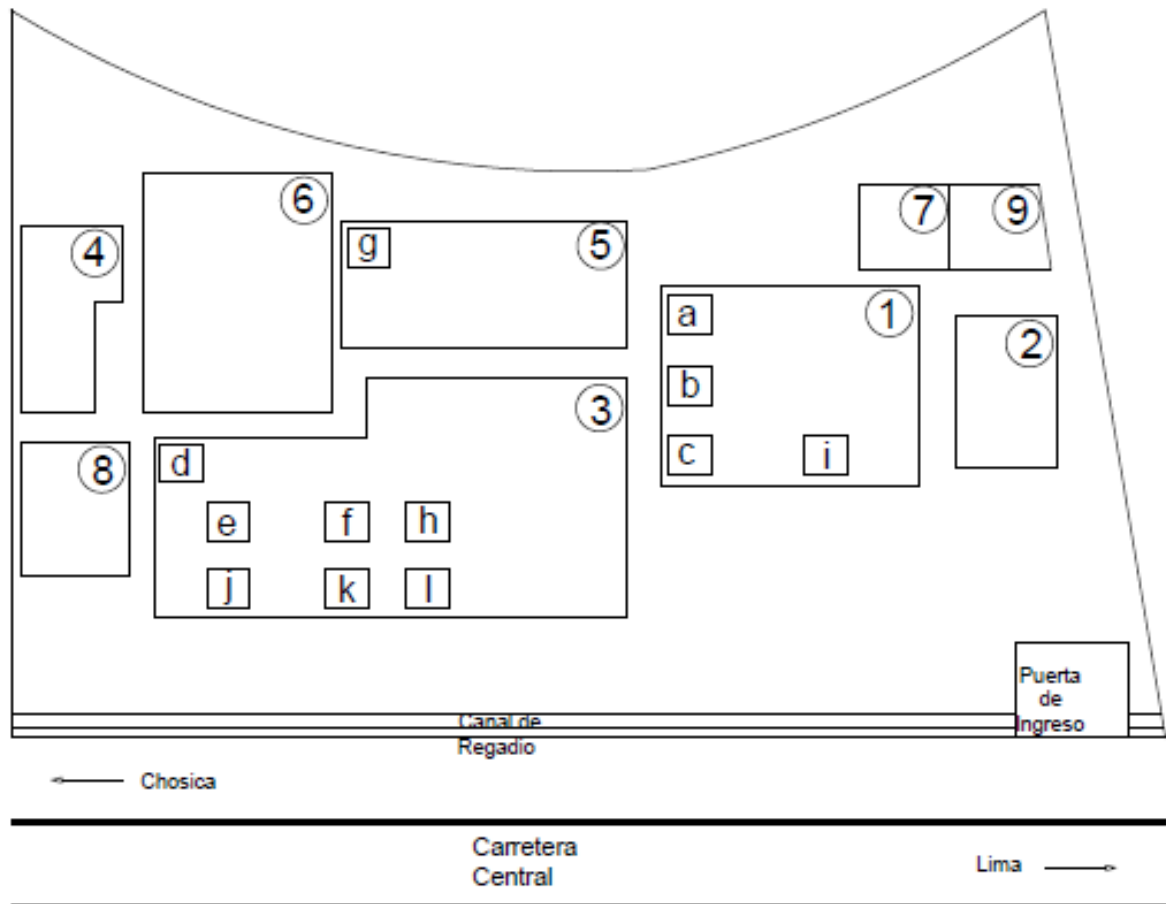 6
4
g
5
7
9
a
1
b
2
c
i
3
d
8
e
f
h
j
k
l
Puerta
de
Ingreso
Canal de
Regadio
Chosica
Carretera
Central
Lima